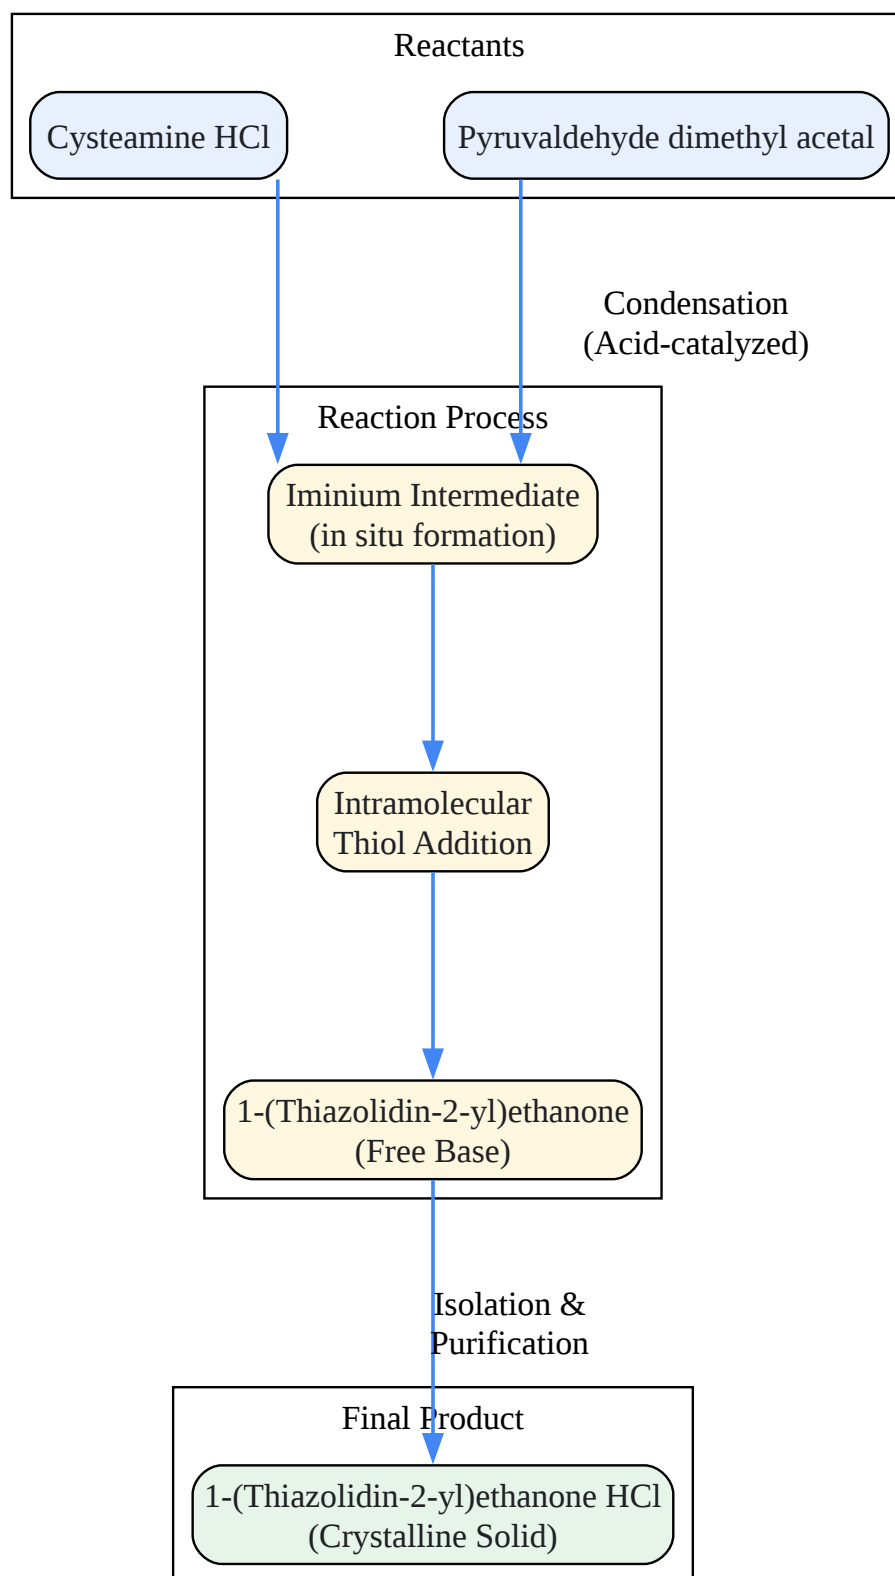 Reactants
Cysteamine HCl
Pyruvaldehyde dimethyl acetal
Condensation
(Acid-catalyzed)
Reaction Process
Iminium Intermediate
(in situ formation)
Intramolecular
Thiol Addition
1-(Thiazolidin-2-yl)ethanone
(Free Base)
Isolation &
Purification
Final Product
1-(Thiazolidin-2-yl)ethanone HCl
(Crystalline Solid)